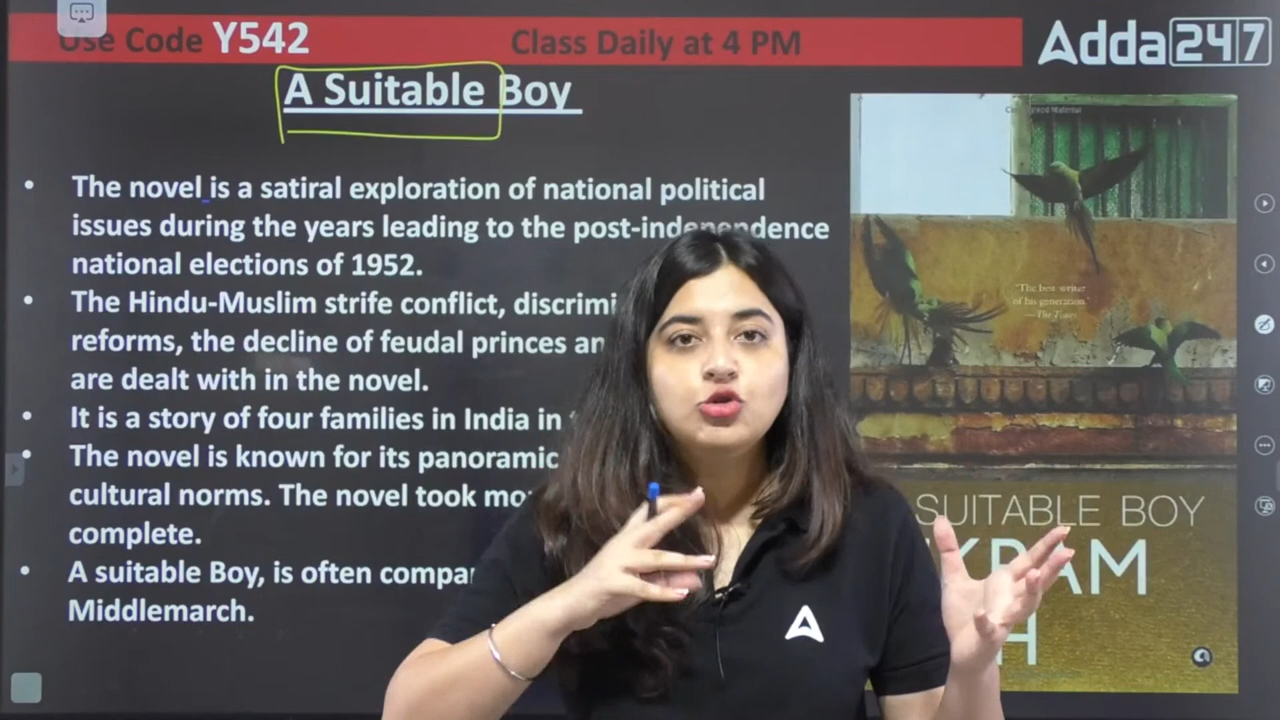 Use Code Y542 Class Daily at 4 PM
Adda247
A Suitable Boy
• The novel is a satiral exploration of national political
issues during the years leading to the post-independence
national elections of 1952.
• The Hindu-Muslim strife conflict, discrimi
reforms, the decline of feudal princes an
are dealt with in the novel.
• It is a story of four families in India in
• The novel is known for its panoramic
cultural norms. The novel took mo
complete.
• A suitable Boy, is often compar
Middlemarch.
"The best writer
of his generation."
—The Times
SUITABLE BOY
KRAM
H